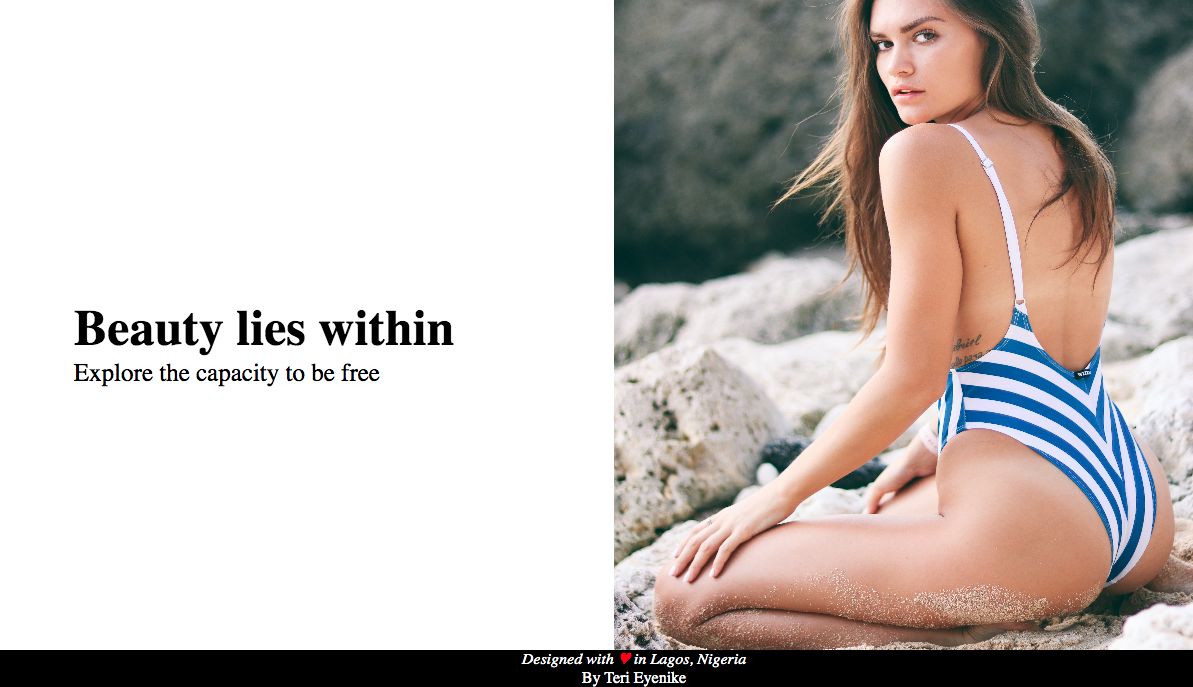 Beauty lies within
Explore the capacity to be free
Designed with ♥ in Lagos, Nigeria
By Teri Eyenike